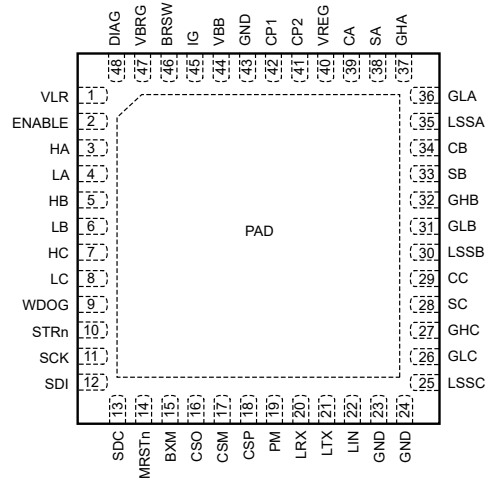 DIAG VBRG BRSW IG VBB GND CP1 CP2 VREG CA SA GHA
48 47 46 45 44 43 42 41 40 39 38 37
VLR 1 36 GLA
ENABLE 2 35 LSSA
HA 3 34 CB
LA 4 33 SB
HB 5 32 GHB
LB 6 31 GLB
PAD
HC 7 30 LSSB
LC 8 29 CC
WDOG 9 28 SC
STRn 10 27 GHC
SCK 11 26 GLC
SDI 12 25 LSSC
13 14 15 16 17 18 19 20 21 22 23 24
SDC MRSTn BXM CSO CSM CSP PM LRX LTX LIN GND GND